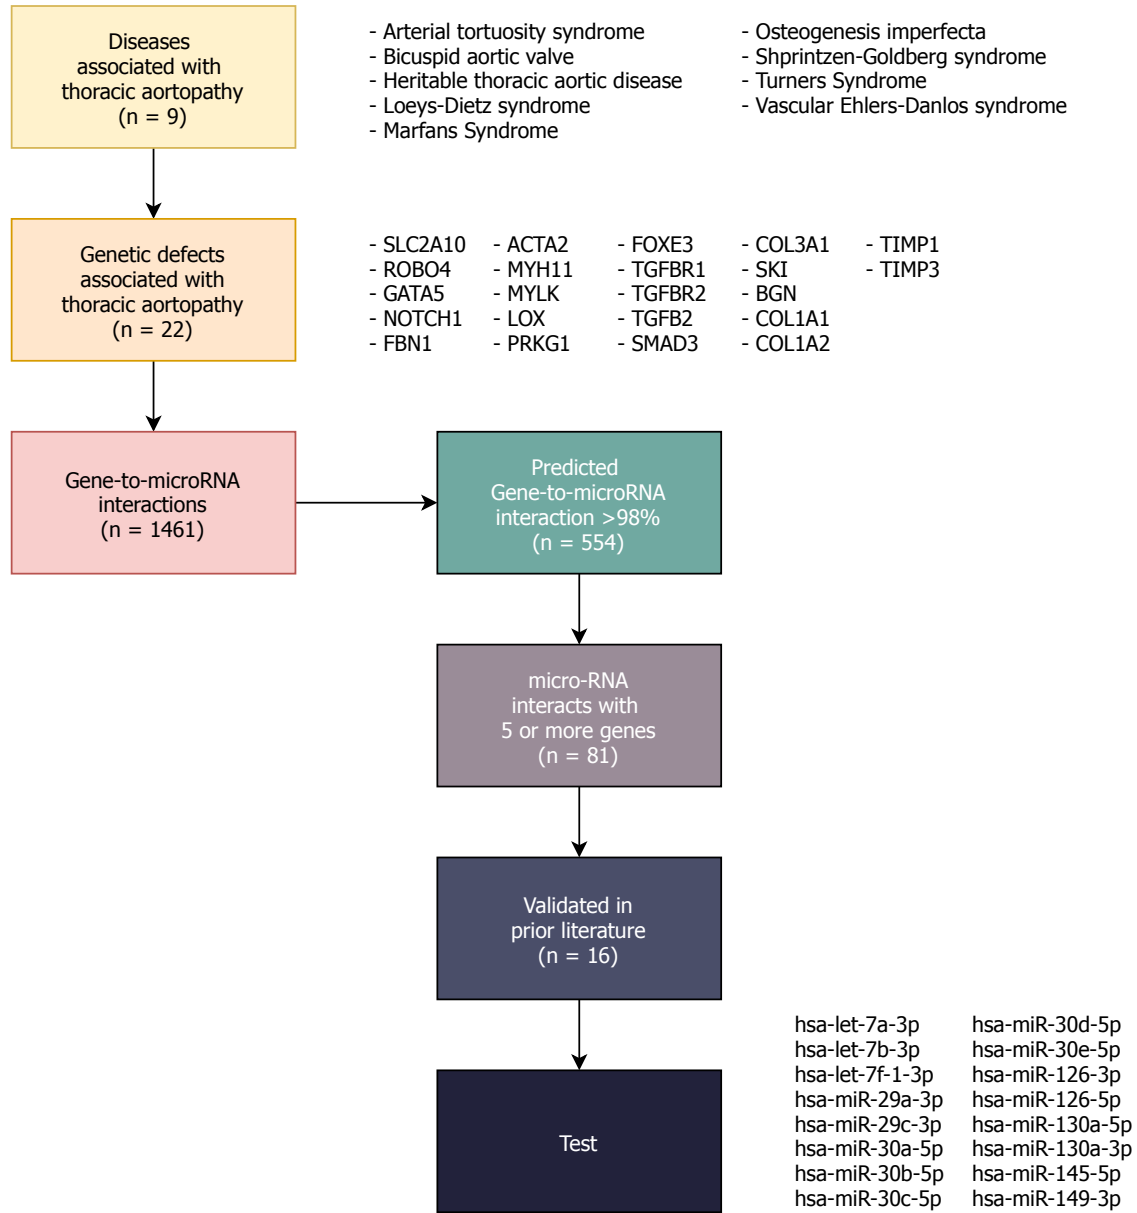 Diseases
associated with
thoracic aortopathy
(n = 9)
- Arterial tortuosity syndrome
- Bicuspid aortic valve
- Heritable thoracic aortic disease
- Loeys-Dietz syndrome
- Marfans Syndrome
- Osteogenesis imperfecta
- Shprintzen-Goldberg syndrome
- Turners Syndrome
- Vascular Ehlers-Danlos syndrome
Genetic defects
associated with
thoracic aortopathy
(n = 22)
- SLC2A10
- ROBO4
- GATA5
- NOTCH1
- FBN1
- ACTA2
- MYH11
- MYLK
- LOX
- PRKG1
- FOXE3
- TGFBR1
- TGFBR2
- TGFB2
- SMAD3
- COL3A1
- SKI
- BGN
- COL1A1
- COL1A2
- TIMP1
- TIMP3
Gene-to-microRNA
interactions
(n = 1461)
Predicted
Gene-to-microRNA
interaction >98%
(n = 554)
micro-RNA
interacts with
5 or more genes
(n = 81)
Validated in
prior literature
(n = 16)
Test
hsa-let-7a-3p
hsa-let-7b-3p
hsa-let-7f-1-3p
hsa-miR-29a-3p
hsa-miR-29c-3p
hsa-miR-30a-5p
hsa-miR-30b-5p
hsa-miR-30c-5p
hsa-miR-30d-5p
hsa-miR-30e-5p
hsa-miR-126-3p
hsa-miR-126-5p
hsa-miR-130a-5p
hsa-miR-130a-3p
hsa-miR-145-5p
hsa-miR-149-3p